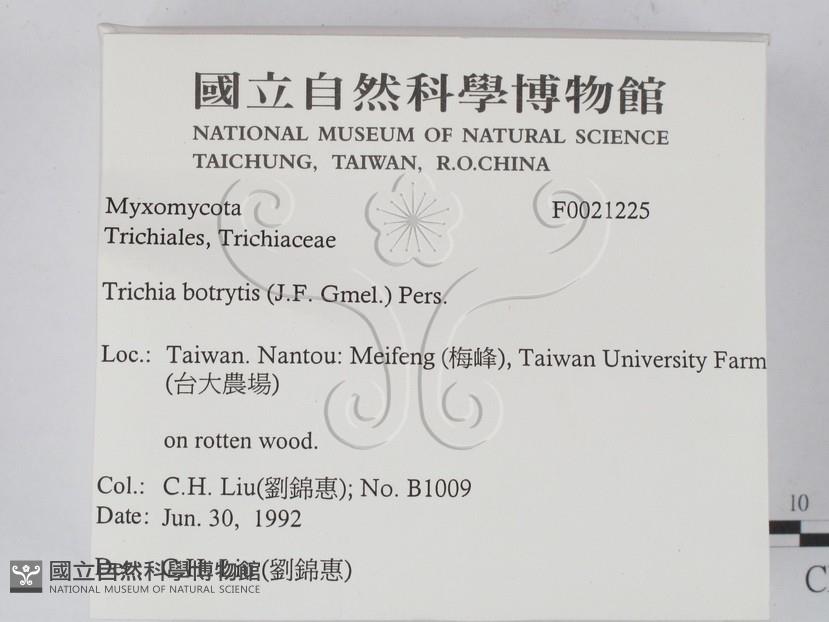 國立自然科學博物館
NATIONAL MUSEUM OF NATURAL SCIENCE
TAICHUNG, TAIWAN, R.O.CHINA
Myxomycota F0021225
Trichiales, Trichiaceae
Trichia botrytis (J.F. Gmel.) Pers.
Loc.: Taiwan. Nantou: Meifeng (梅峰), Taiwan University Farm
(台大農場)
on rotten wood.
Col.: C.H. Liu(劉錦惠); No. B1009
Date: Jun. 30, 1992
Det.: C.H. Liu(劉錦惠)
國立自然科學博物館
NATIONAL MUSEUM OF NATURAL SCIENCE
10